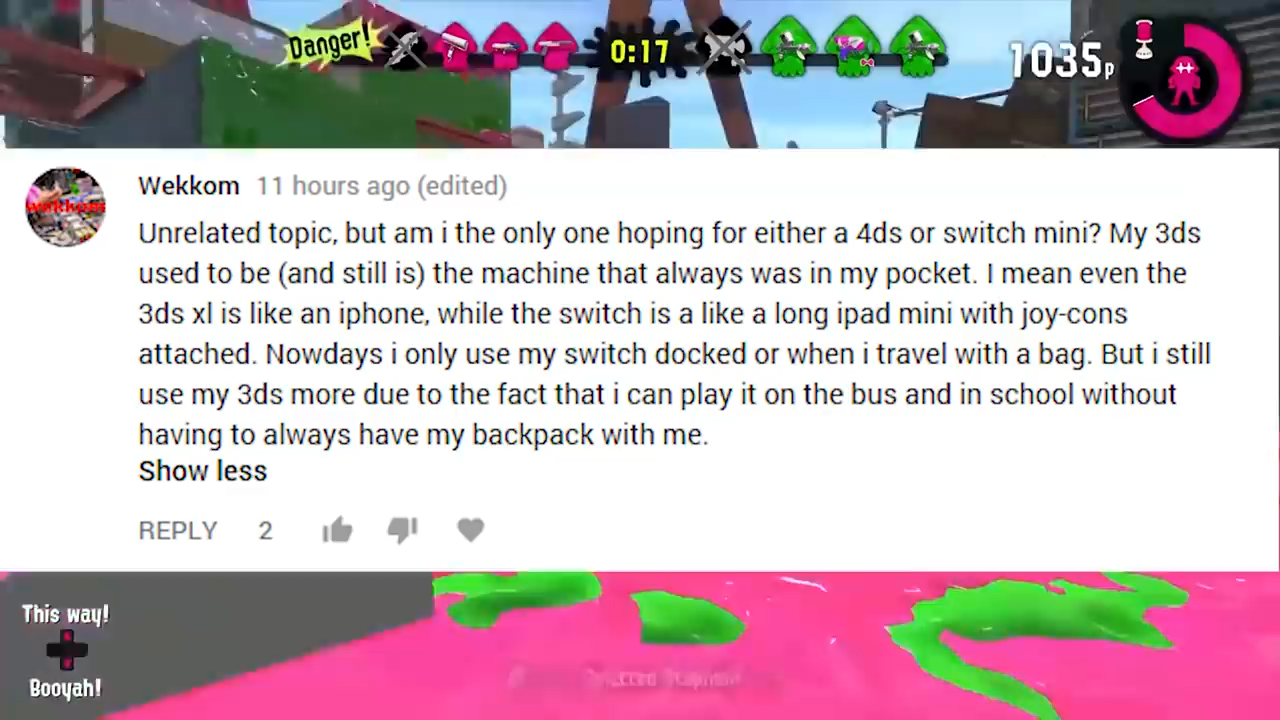 Danger!
0:17
1035p
Wekkom 11 hours ago (edited)
Unrelated topic, but am i the only one hoping for either a 4ds or switch mini? My 3ds
used to be (and still is) the machine that always was in my pocket. I mean even the
3ds xl is like an iphone, while the switch is a like a long ipad mini with joy-cons
attached. Nowdays i only use my switch docked or when i travel with a bag. But i still
use my 3ds more due to the fact that i can play it on the bus and in school without
having to always have my backpack with me.
Show less
REPLY 2
This way!
Booyah!